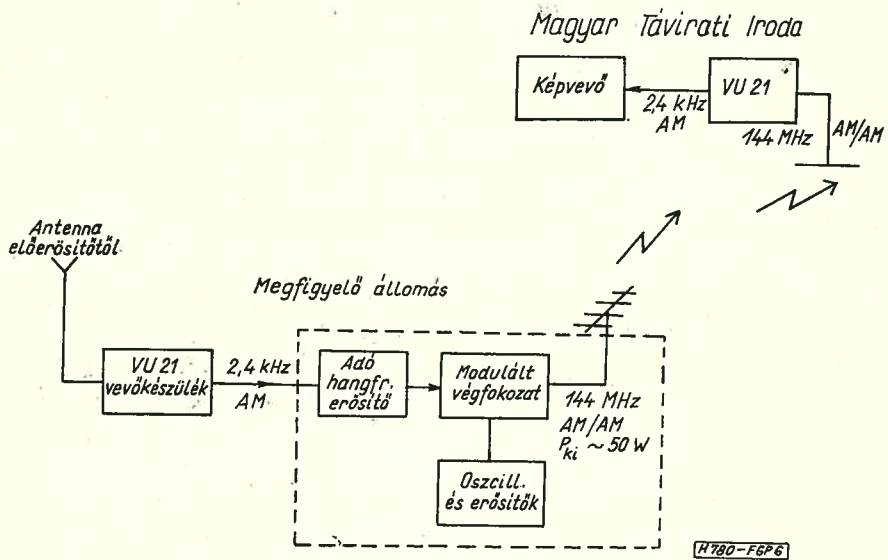 Magyar Távirati Iroda
Képvevő
2,4 kHz
AM
VU 21
144 MHz
AM/AM
Antenna
előerősítőtől
Megfigyelő állomás
VU 21
vevőkészülék
2,4 kHz
AM
Adó
hangfr.
erősítő
Modulált
végfokozat
144 MHz
AM/AM
Pki ~ 50 W
Oszcill.
és erősítők
H780-FGP6